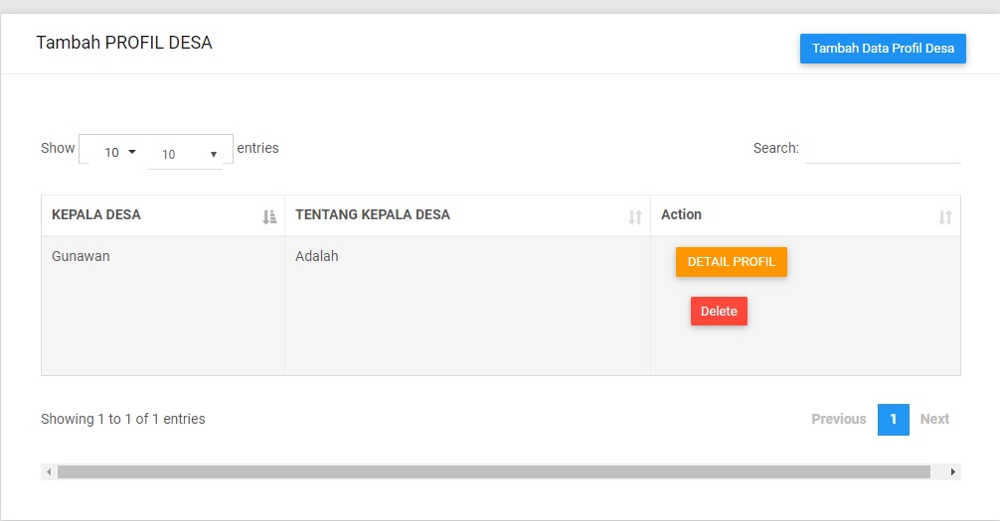 Tambah PROFIL DESA
Tambah Data Profil Desa
Show 10 10 entries
Search:
KEPALA DESA TENTANG KEPALA DESA Action
Gunawan Adalah DETAIL PROFIL
Delete
Showing 1 to 1 of 1 entries
Previous 1 Next